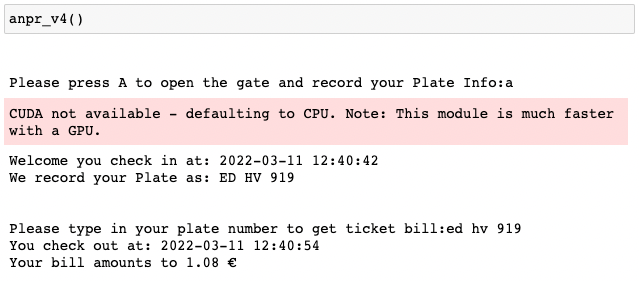 anpr_v4()
Please press A to open the gate and record your Plate Info:a
CUDA not available - defaulting to CPU. Note: This module is much faster
with a GPU.
Welcome you check in at: 2022-03-11 12:40:42
We record your Plate as: ED HV 919
Please type in your plate number to get ticket bill:ed hv 919
You check out at: 2022-03-11 12:40:54
Your bill amounts to 1.08 €